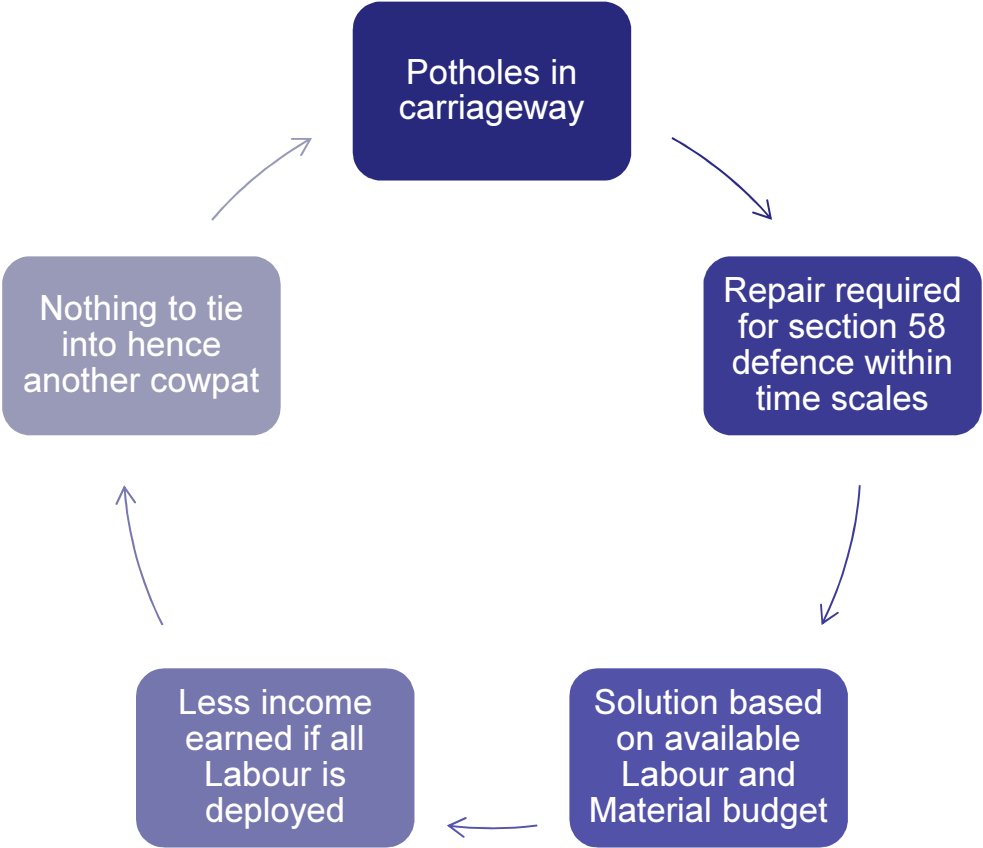 Potholes in
carriageway
Repair required
for section 58
defence within
time scales
Solution based
on available
Labour and
Material budget
Less income
earned if all
Labour is
deployed
Nothing to tie
into hence
another cowpat